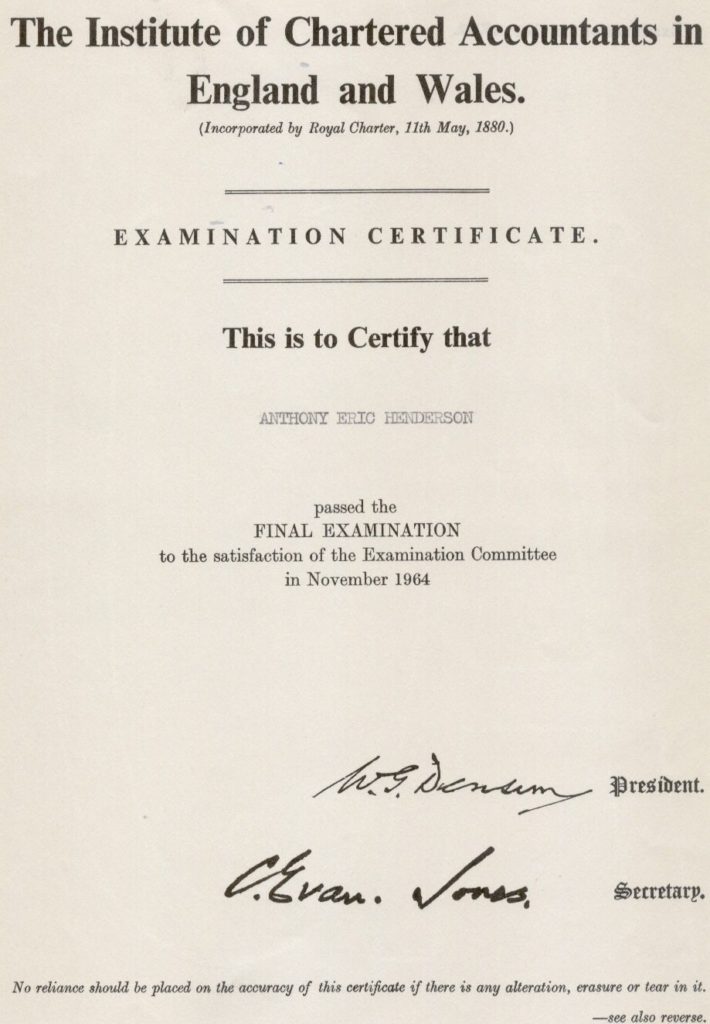 The Institute of Chartered Accountants in
England and Wales.
(Incorporated by Royal Charter, 11th May, 1880.)
EXAMINATION CERTIFICATE.
This is to Certify that
ANTHONY ERIC HENDERSON
passed the
FINAL EXAMINATION
to the satisfaction of the Examination Committee
in November 1964
W. G. Densem President.
C. Evan. Jones. Secretary.
No reliance should be placed on the accuracy of this certificate if there is any alteration, erasure or tear in it.
—see also reverse.